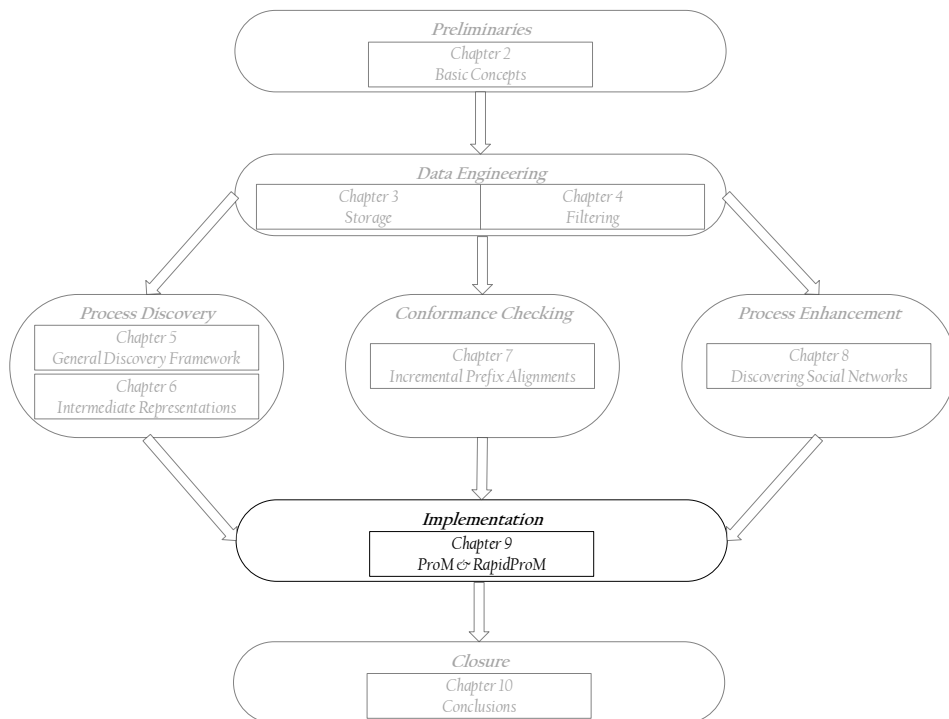 Preliminaries
Chapter 2
Basic Concepts
Data Engineering
Chapter 3
Storage
Chapter 4
Filtering
Process Discovery
Chapter 5
General Discovery Framework
Chapter 6
Intermediate Representations
Conformance Checking
Chapter 7
Incremental Prefix Alignments
Process Enhancement
Chapter 8
Discovering Social Networks
Implementation
Chapter 9
ProM & RapidProM
Closure
Chapter 10
Conclusions